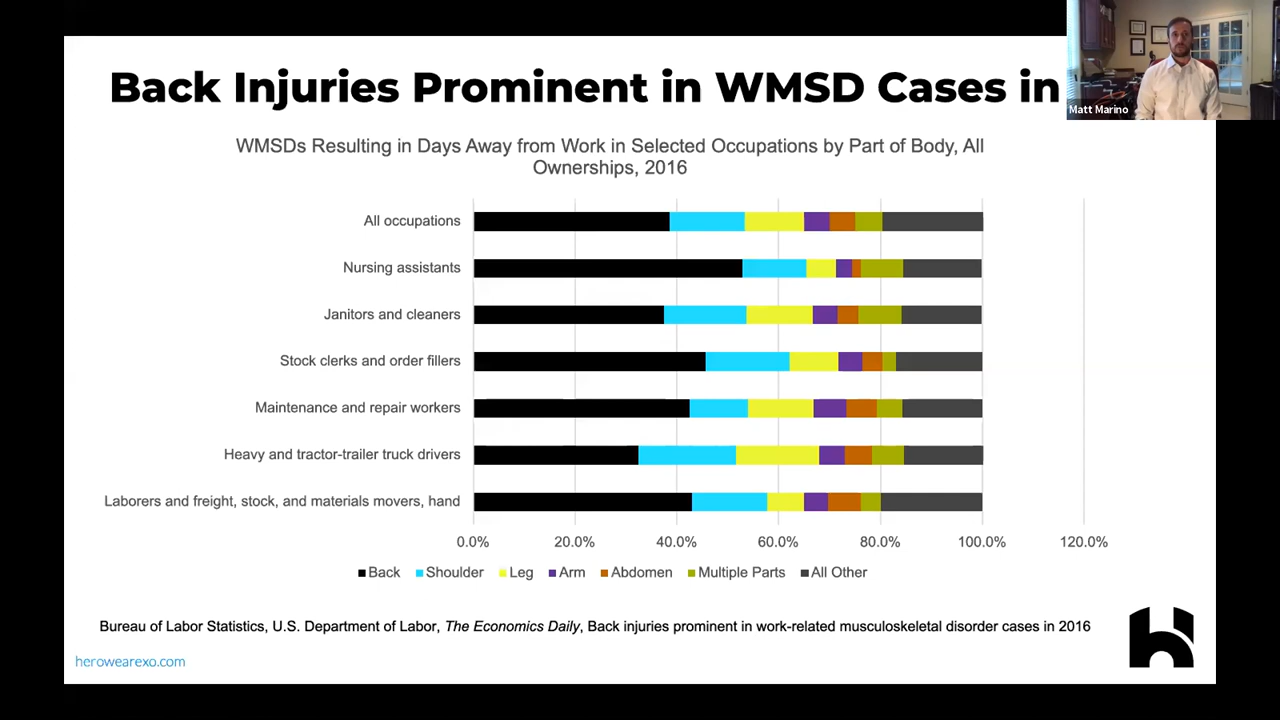 Back Injuries Prominent in WMSD Cases in
Matt Marino
WMSDs Resulting in Days Away from Work in Selected Occupations by Part of Body, All
Ownerships, 2016
All occupations
Nursing assistants
Janitors and cleaners
Stock clerks and order fillers
Maintenance and repair workers
Heavy and tractor-trailer truck drivers
Laborers and freight, stock, and materials movers, hand
0.0% 20.0% 40.0% 60.0% 80.0% 100.0% 120.0%
Back Shoulder Leg Arm Abdomen Multiple Parts All Other
Bureau of Labor Statistics, U.S. Department of Labor, The Economics Daily, Back injuries prominent in work-related musculoskeletal disorder cases in 2016
herowearexo.com